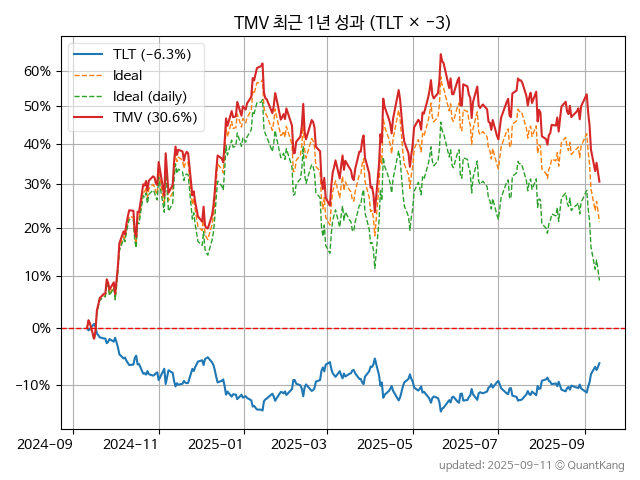 TMV 최근 1년 성과 (TLT × −3)
TLT (−6.3%)
Ideal
Ideal (daily)
TMV (30.6%)
60%
50%
40%
30%
20%
10%
0%
−10%
2024−09 2024−11 2025−01 2025−03 2025−05 2025−07 2025−09
updated: 2025−09−11 ⓒ QuantKang